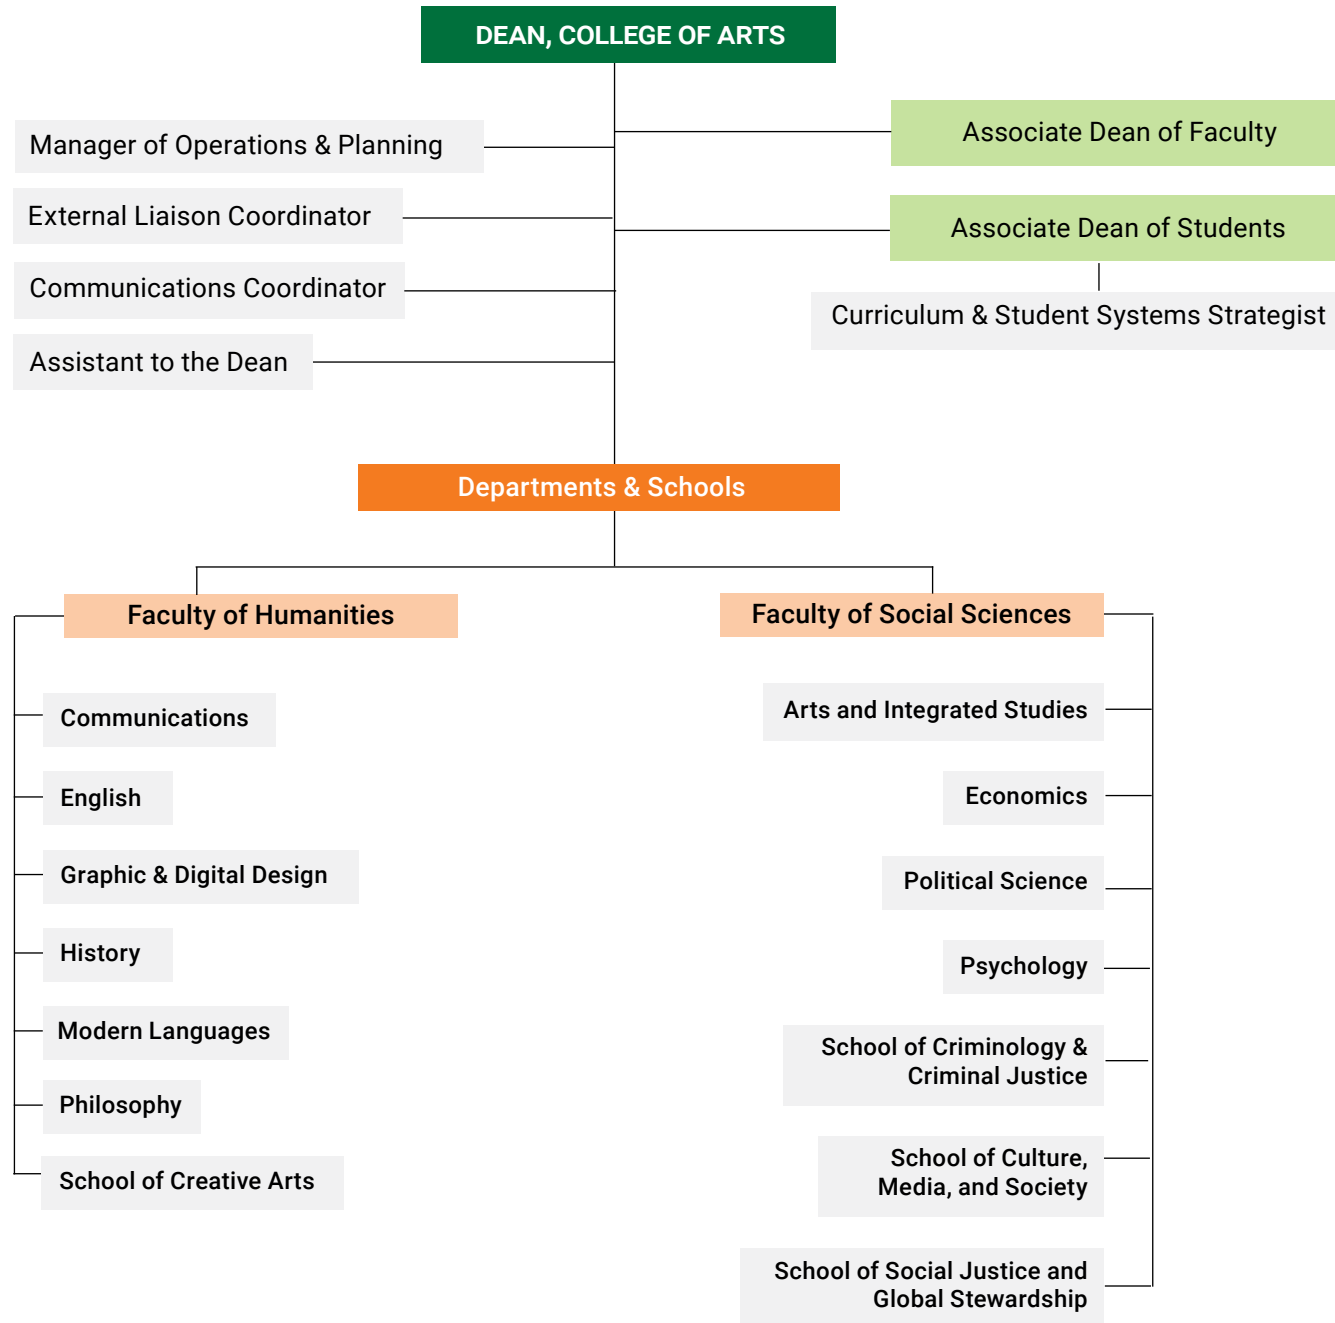 DEAN, COLLEGE OF ARTS
Manager of Operations & Planning
External Liaison Coordinator
Communications Coordinator
Assistant to the Dean
Associate Dean of Faculty
Associate Dean of Students
Curriculum & Student Systems Strategist
Departments & Schools
Faculty of Humanities
Communications
English
Graphic & Digital Design
History
Modern Languages
Philosophy
School of Creative Arts
Faculty of Social Sciences
Arts and Integrated Studies
Economics
Political Science
Psychology
School of Criminology &
Criminal Justice
School of Culture,
Media, and Society
School of Social Justice and
Global Stewardship